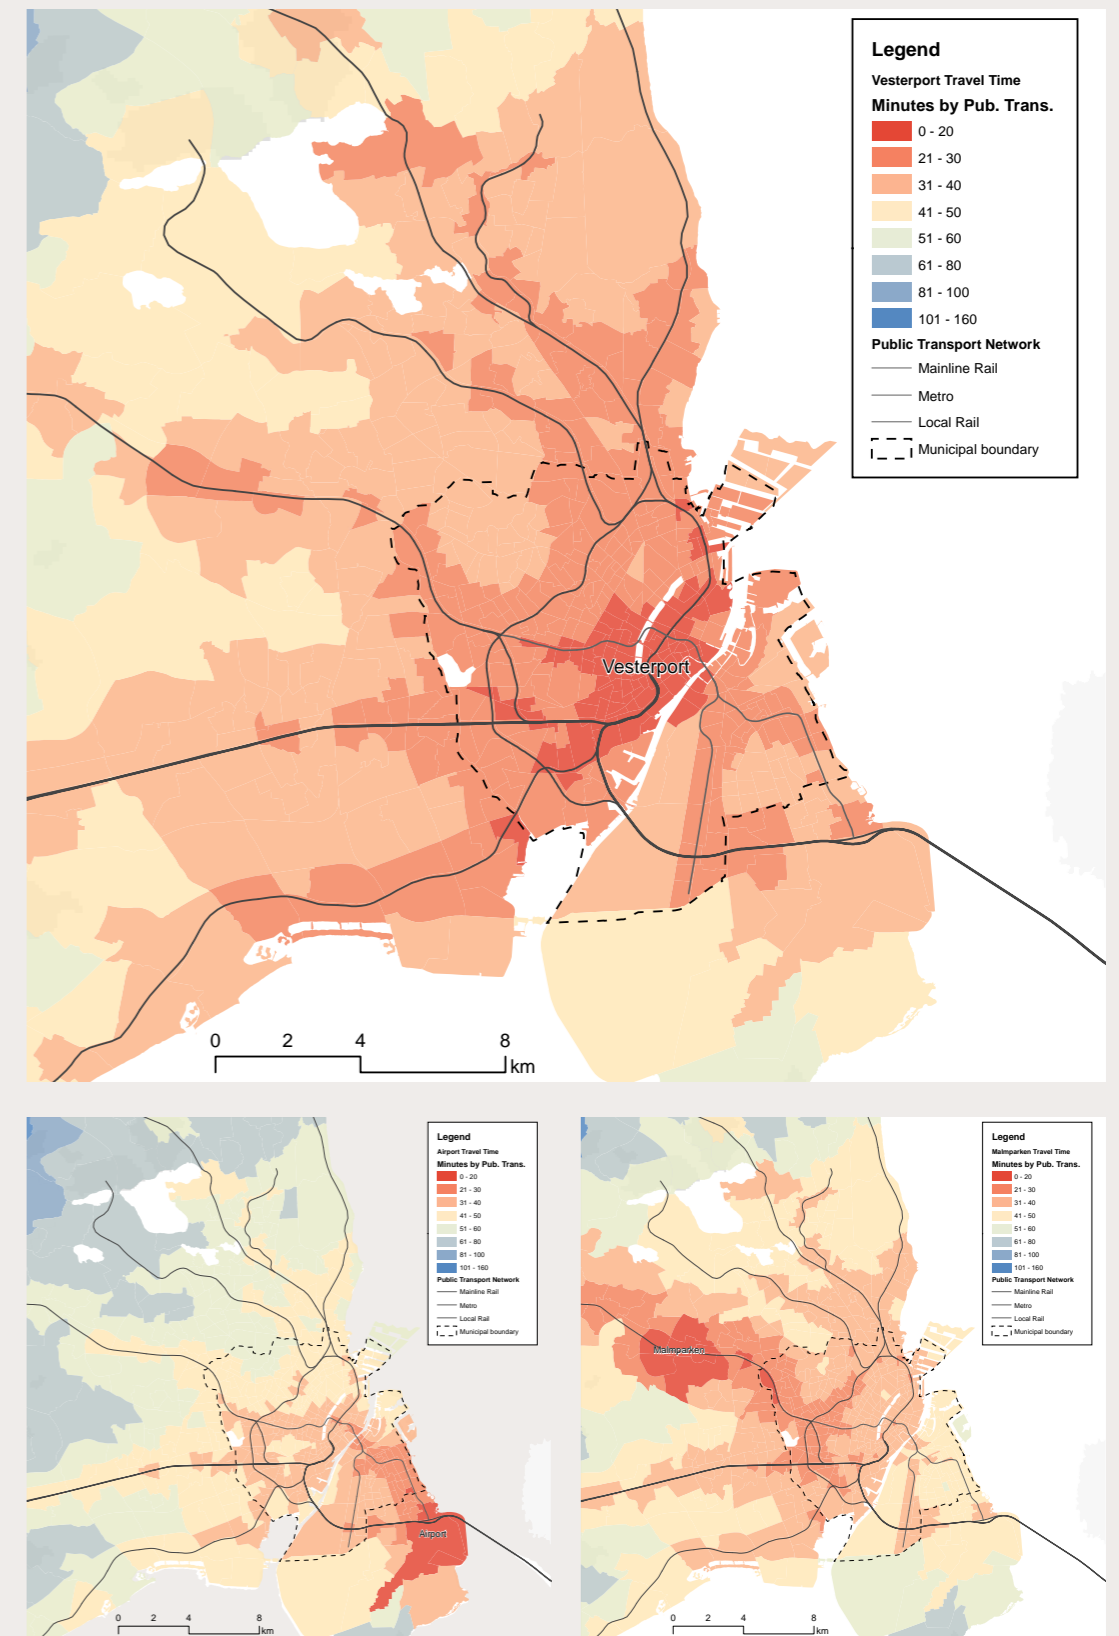 Legend
Vesterport Travel Time
Minutes by Pub. Trans.
0 - 20
21 - 30
31 - 40
41 - 50
51 - 60
61 - 80
81 - 100
101 - 160
Public Transport Network
Mainline Rail
Metro
Local Rail
Municipal boundary
Vesterport
0 2 4 8
km
Legend
Airport Travel Time
Minutes by Pub. Trans.
0 - 20
21 - 30
31 - 40
41 - 50
51 - 60
61 - 80
81 - 100
101 - 160
Public Transport Network
Mainline Rail
Metro
Local Rail
Municipal boundary
Airport
0 2 4 8
km
Legend
Malmparken Travel Time
Minutes by Pub. Trans.
0 - 20
21 - 30
31 - 40
41 - 50
51 - 60
61 - 80
81 - 100
101 - 160
Public Transport Network
Mainline Rail
Metro
Local Rail
Municipal boundary
Malmparken
0 2 4 8
km